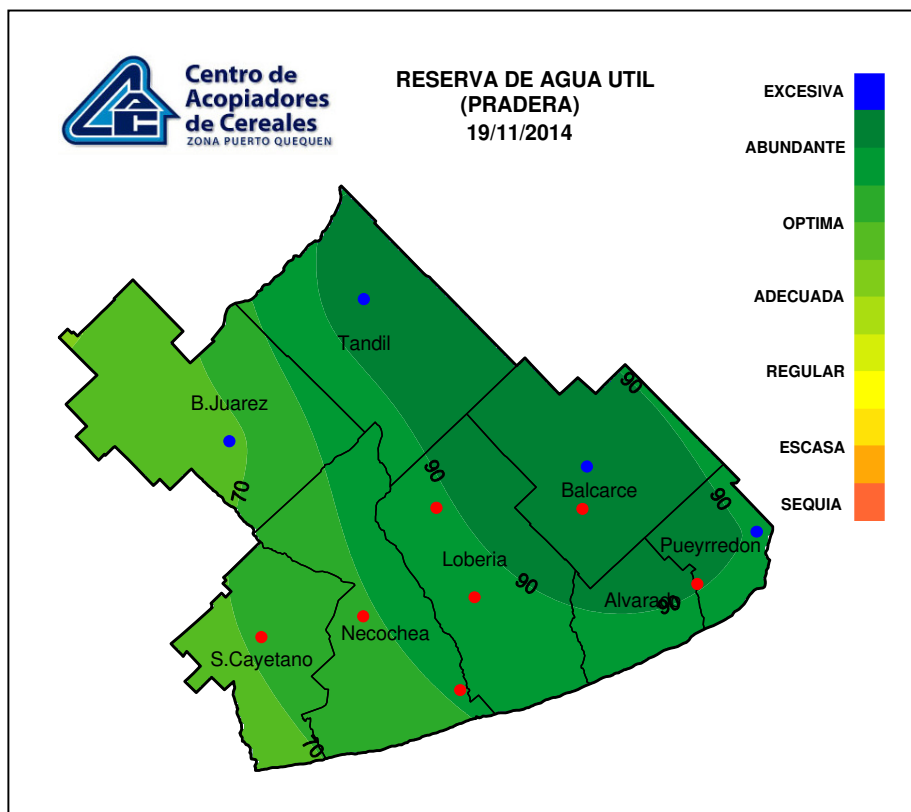 Centro de
Acopiadores
de Cereales
ZONA PUERTO QUEQUEN
CAC
RESERVA DE AGUA UTIL
(PRADERA)
19/11/2014
EXCESIVA
ABUNDANTE
OPTIMA
ADECUADA
REGULAR
ESCASA
SEQUIA
Tandil
B.Juarez
90
90
70
90
Balcarce
Pueyrredon
Loberia
90
Alvarado
90
Necochea
S.Cayetano
70